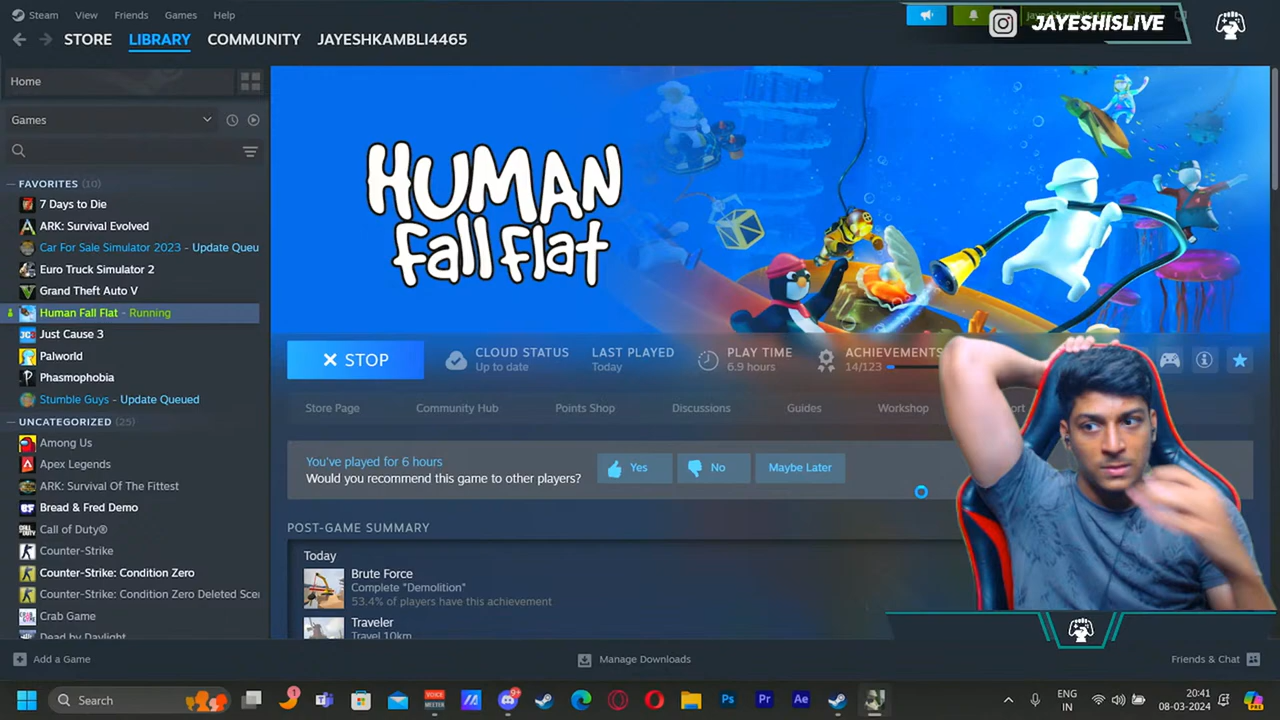 Steam View Friends Games Help
JAYESHISLIVE
STORE LIBRARY COMMUNITY JAYESHKAMBLI4465
Home
Games
HUMAN
fall flat
FAVORITES (10)
7 Days to Die
ARK: Survival Evolved
Car For Sale Simulator 2023 - Update Queu
Euro Truck Simulator 2
Grand Theft Auto V
Human Fall Flat - Running
Just Cause 3
Palworld
Phasmophobia
Stumble Guys - Update Queued
UNCATEGORIZED (25)
Among Us
Apex Legends
ARK: Survival Of The Fittest
Bread & Fred Demo
Call of Duty®
Counter-Strike
Counter-Strike: Condition Zero
Counter-Strike: Condition Zero Deleted Sce
Crab Game
Dead by Daylight
STOP
CLOUD STATUS
Up to date
LAST PLAYED
Today
PLAY TIME
6.9 hours
ACHIEVEMENTS
14/123
Store Page Community Hub Points Shop Discussions Guides Workshop
You've played for 6 hours
Would you recommend this game to other players?
Yes No Maybe Later
POST-GAME SUMMARY
Today
Brute Force
Complete "Demolition"
53.4% of players have this achievement
Traveler
Travel 10km
Add a Game
Manage Downloads
Friends & Chat
Search
ENG
IN
20:41
08-03-2024